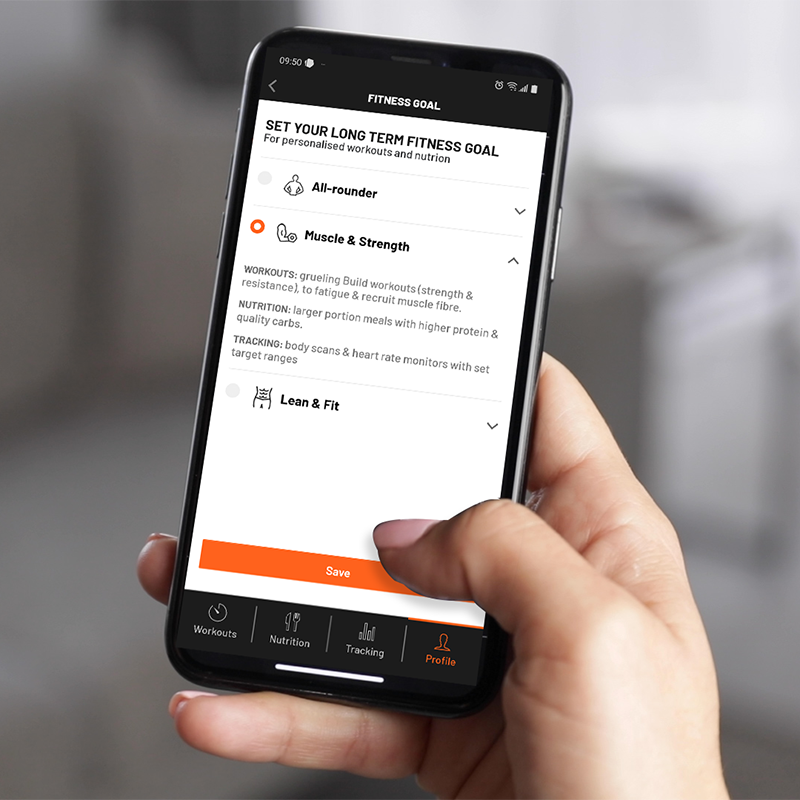 09:50
FITNESS GOAL
SET YOUR LONG TERM FITNESS GOAL
For personalised workouts and nutrion
All-rounder
Muscle & Strength
WORKOUTS: grueling Build workouts (strength &
resistance), to fatigue & recruit muscle fibre.
NUTRITION: larger portion meals with higher protein &
quality carbs.
TRACKING: body scans & heart rate monitors with set
target ranges
Lean & Fit
Save
Workouts
Nutrition
Tracking
Profile